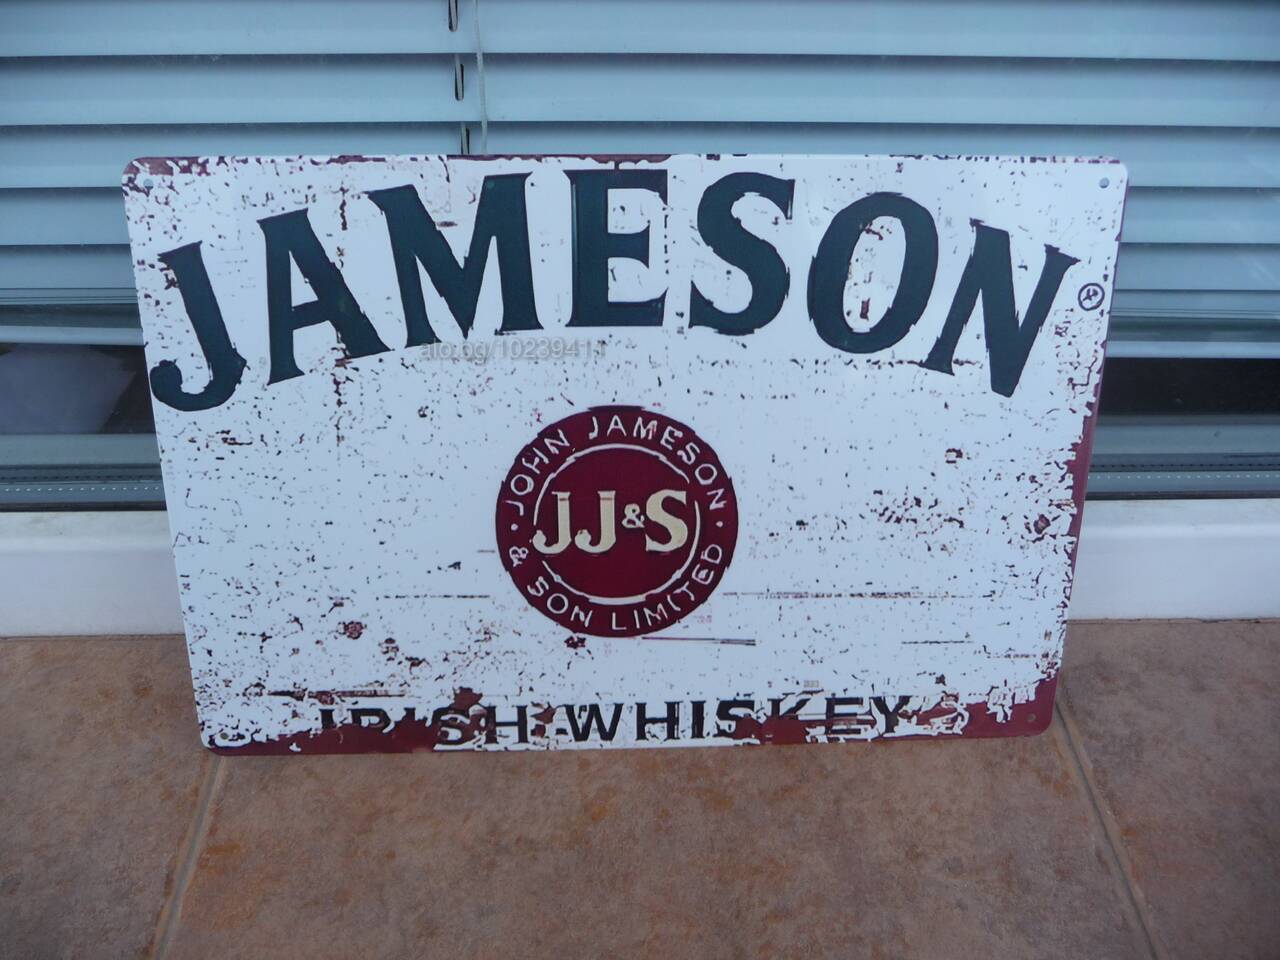 JAMESON
®
alo.bg/10239411
· JOHN JAMESON ·
JJ&S
& SON LIMITED
IRISH WHISKEY